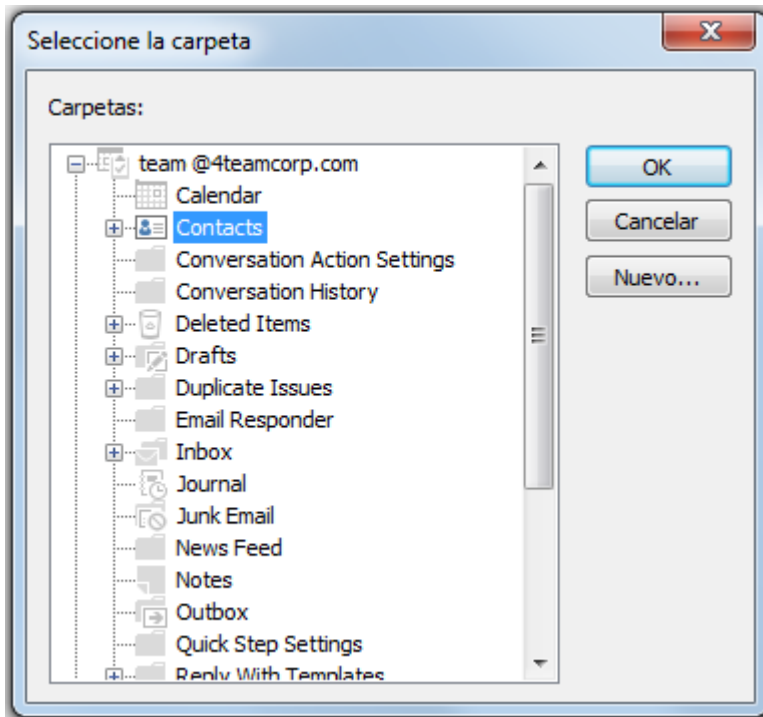 Seleccione la carpeta
Carpetas:
team @4teamcorp.com
Calendar
Contacts
Conversation Action Settings
Conversation History
Deleted Items
Drafts
Duplicate Issues
Email Responder
Inbox
Journal
Junk Email
News Feed
Notes
Outbox
Quick Step Settings
Reply With Templates
OK
Cancelar
Nuevo...